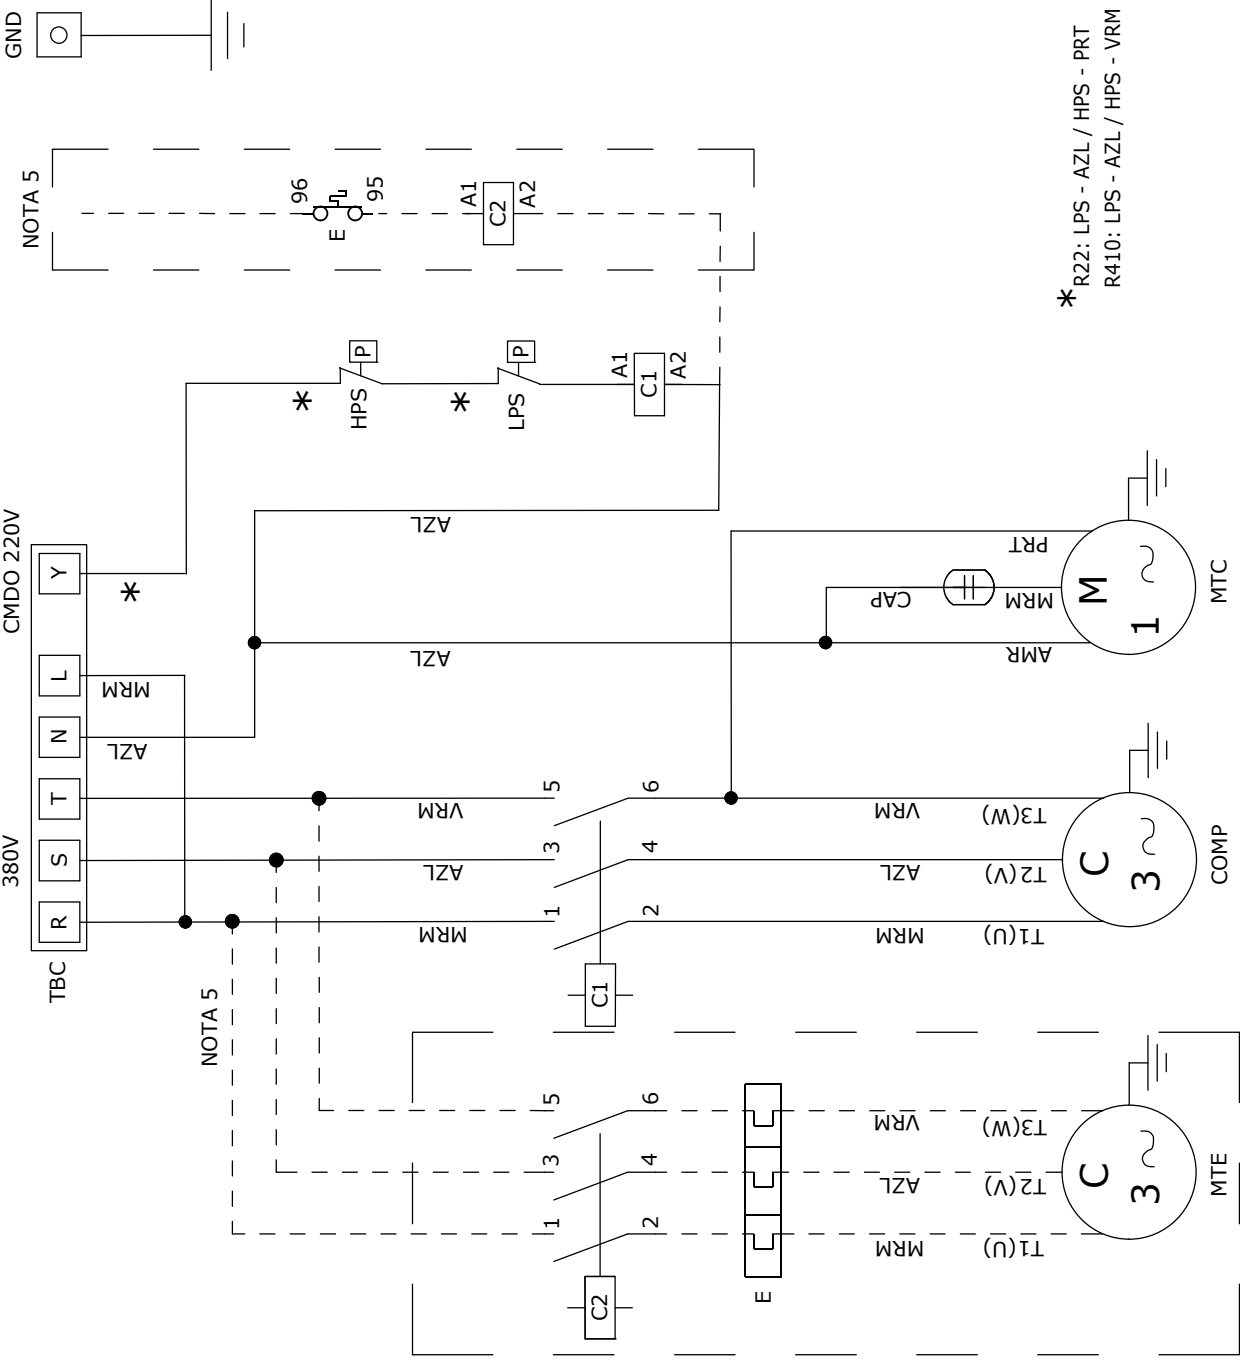 GND
NOTA 5
96
95
E
A1
C2
A2
* R22: LPS - AZL / HPS - PRT
R410: LPS - AZL / HPS - VRM
*
HPS
P
*
LPS
P
A1
C1
A2
CMDO 220V
380V
TBC
R
S
T
N
L
Y
*
MRM
AZL
AZL
AZL
PRT
CAP
MRM
AMR
M
1
MTC
VRM
5
6
VRM
T3(W)
AZL
3
4
AZL
T2(V)
MRM
1
2
MRM
T1(U)
C1
C
3
COMP
NOTA 5
5
6
VRM
T3(W)
3
4
AZL
T2(V)
1
2
MRM
T1(U)
C2
E
C
3
MTE